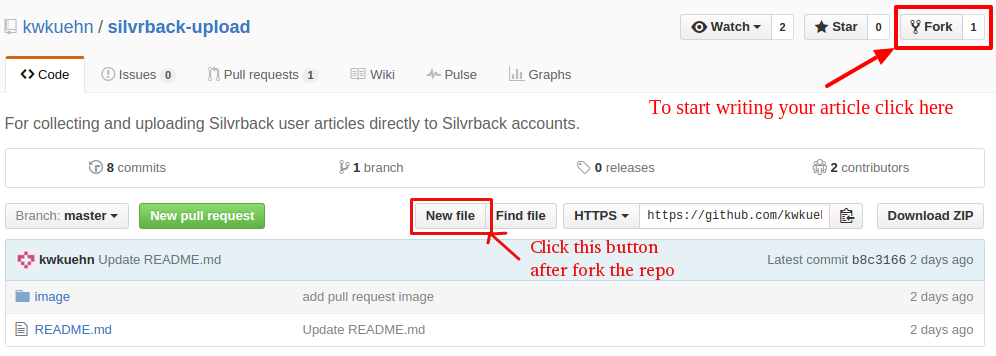 kwkuehn / silvrback-upload Watch 2 Star 0 Fork 1
Code Issues 0 Pull requests 1 Wiki Pulse Graphs
To start writing your article click here
For collecting and uploading Silvrback user articles directly to Silvrback accounts.
8 commits 1 branch 0 releases 2 contributors
Branch: master New pull request New file Find file HTTPS https://github.com/kwkueh Download ZIP
Click this button
after fork the repo
kwkuehn Update README.md Latest commit b8c3166 2 days ago
image add pull request image 2 days ago
README.md Update README.md 2 days ago